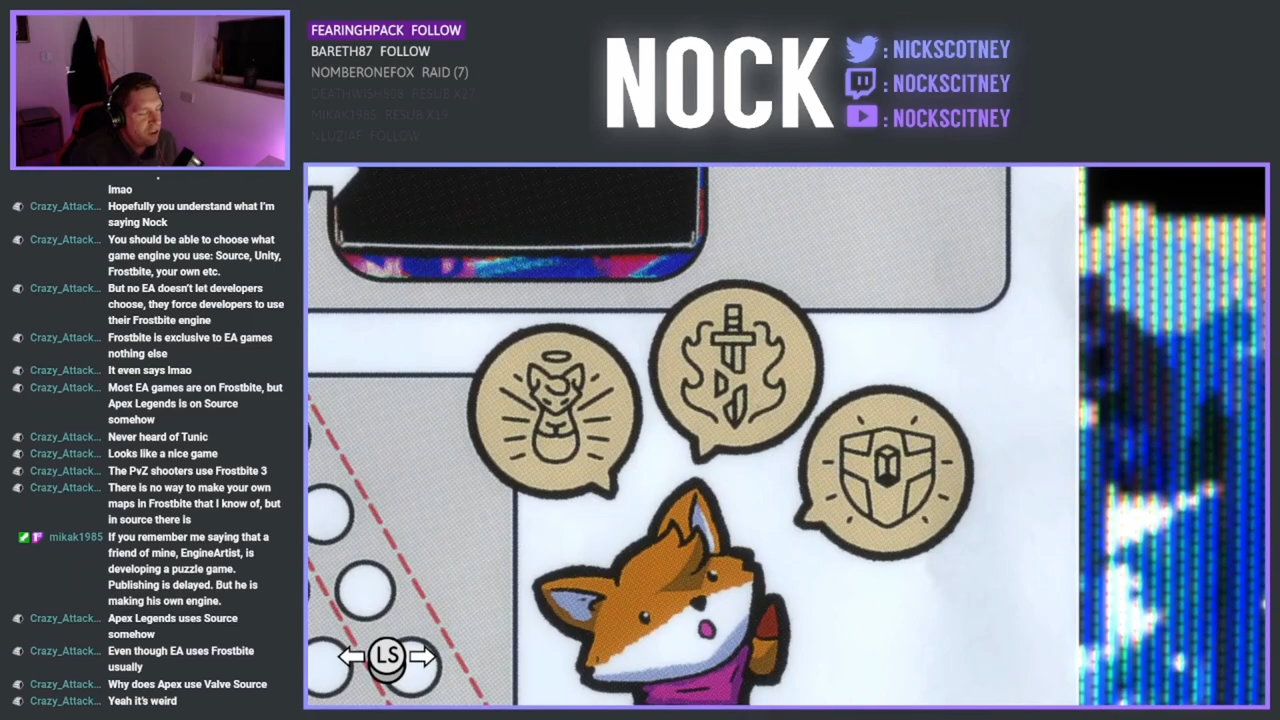 FEARINGHPACK FOLLOW
BARETH87 FOLLOW
NOMBERONEFOX RAID (7)
DEATHWISH808 RESUB X27
MIKAK1985 RESUB X19
NLUZIAE FOLLOW
NOCK
: NICKSCOTNEY
: NOCKSCITNEY
: NOCKSCITNEY
lmao
Crazy_Attack... Hopefully you understand what I'm
saying Nock
Crazy_Attack... You should be able to choose what
game engine you use: Source, Unity,
Frostbite, your own etc.
Crazy_Attack... But no EA doesn't let developers
choose, they force developers to use
their Frostbite engine
Crazy_Attack... Frostbite is exclusive to EA games
nothing else
Crazy_Attack... It even says lmao
Crazy_Attack... Most EA games are on Frostbite, but
Apex Legends is on Source
somehow
Crazy_Attack... Never heard of Tunic
Crazy_Attack... Looks like a nice game
Crazy_Attack... The PvZ shooters use Frostbite 3
Crazy_Attack... There is no way to make your own
maps in Frostbite that I know of, but
in source there is
mikak1985 If you remember me saying that a
friend of mine, EngineArtist, is
developing a puzzle game.
Publishing is delayed. But he is
making his own engine.
Crazy_Attack... Apex Legends uses Source
somehow
Crazy_Attack... Even though EA uses Frostbite
usually
Crazy_Attack... Why does Apex use Valve Source
Crazy_Attack... Yeah it's weird
LS